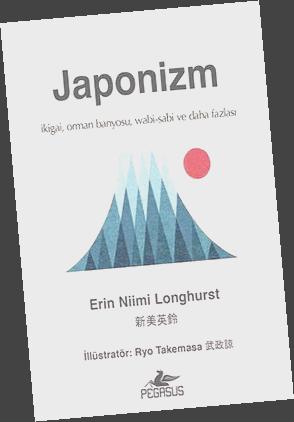 Japonizm
ikigai, orman banyosu, wabi-sabi ve daha fazlası
Erin Niimi Longhurst
新美英鈴
İllüstratör: Ryo Takemasa 武政諒
PEGASUS